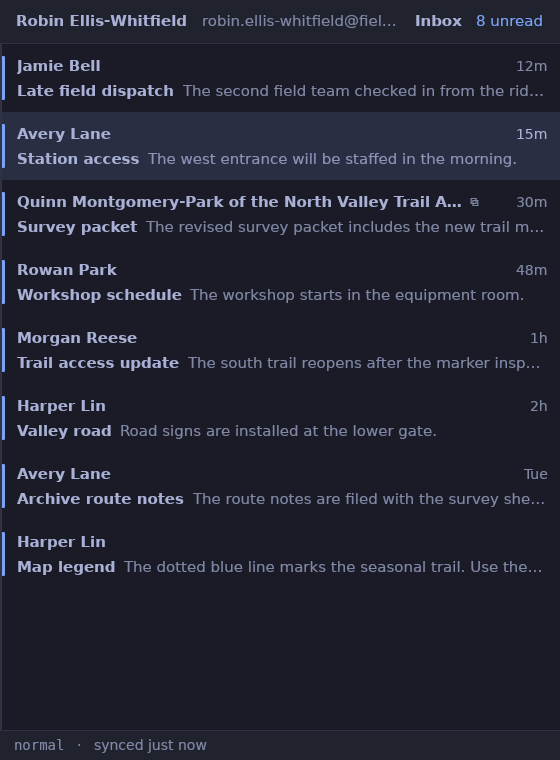 Robin Ellis-Whitfield robin.ellis-whitfield@fiel… Inbox 8 unread
Jamie Bell 12m
Late field dispatch The second field team checked in from the rid…
Avery Lane 15m
Station access The west entrance will be staffed in the morning.
Quinn Montgomery-Park of the North Valley Trail A… 30m
Survey packet The revised survey packet includes the new trail m…
Rowan Park 48m
Workshop schedule The workshop starts in the equipment room.
Morgan Reese 1h
Trail access update The south trail reopens after the marker insp…
Harper Lin 2h
Valley road Road signs are installed at the lower gate.
Avery Lane Tue
Archive route notes The route notes are filed with the survey she…
Harper Lin
Map legend The dotted blue line marks the seasonal trail. Use the…
normal · synced just now